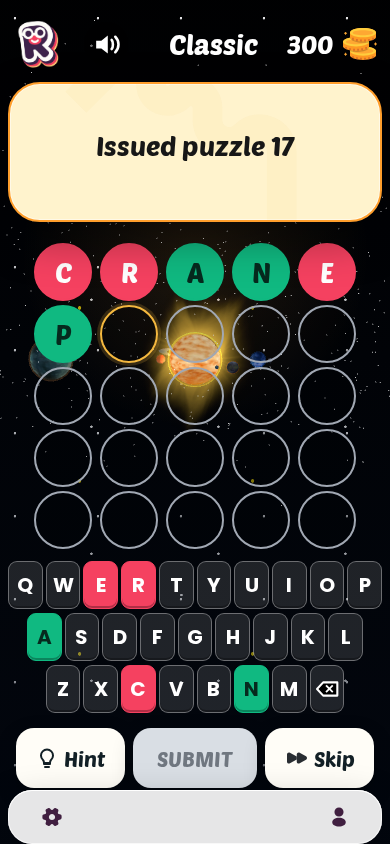 R
Classic
300
Issued puzzle 17
C R A N E
P
Q W E R T Y U I O P
A S D F G H J K L
Z X C V B N M
Hint
SUBMIT
Skip